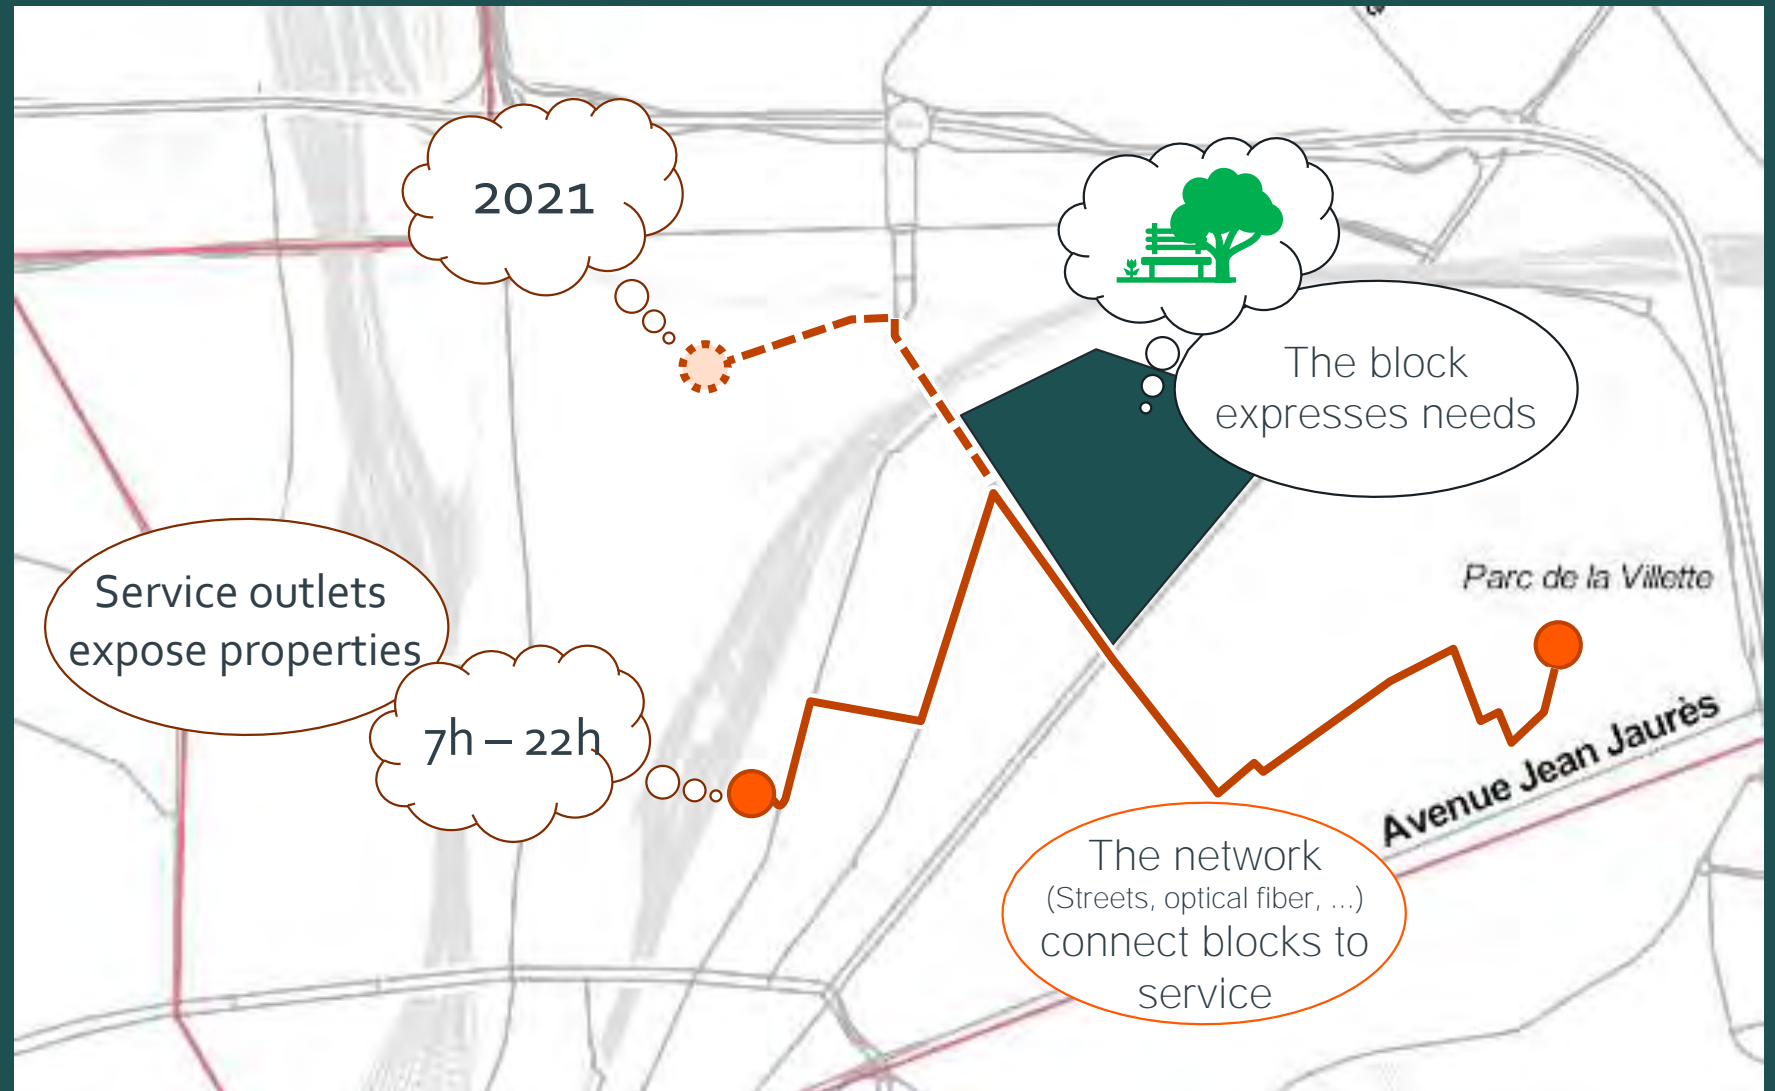 2021
The block
expresses needs
Service outlets
expose properties
7h – 22h
Parc de la Villette
Avenue Jean Jaurès
The network
(Streets, optical fiber, ...)
connect blocks to
service